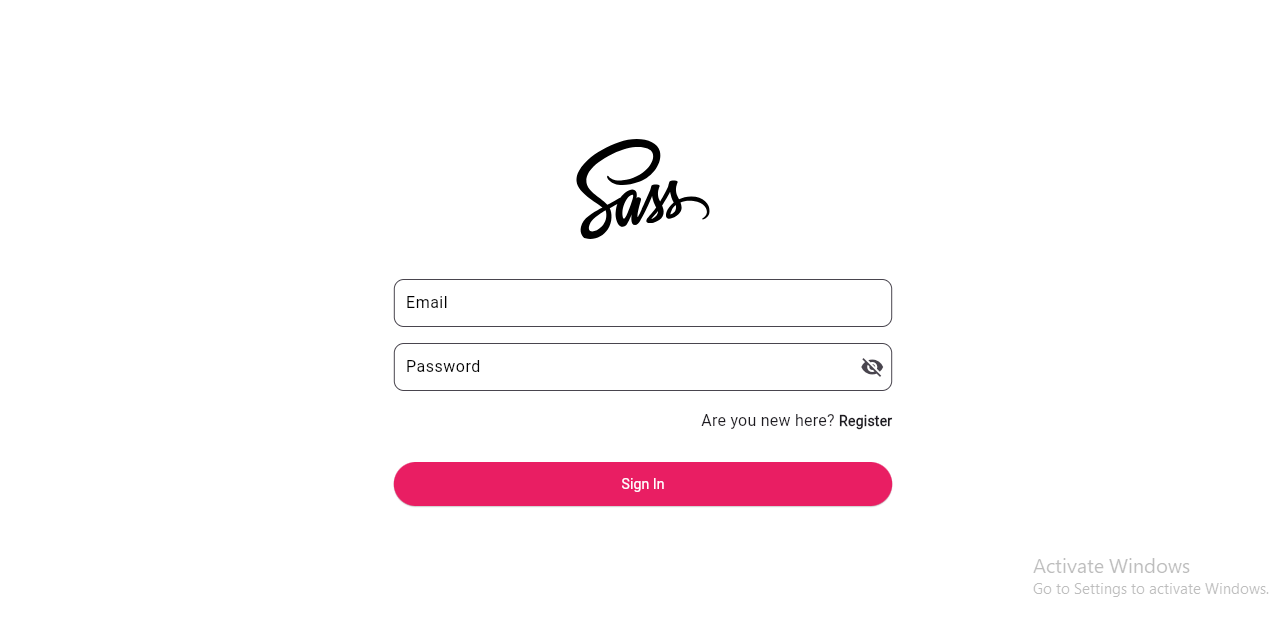 Sass
Email
Password
Are you new here? Register
Sign In
Activate Windows
Go to Settings to activate Windows.